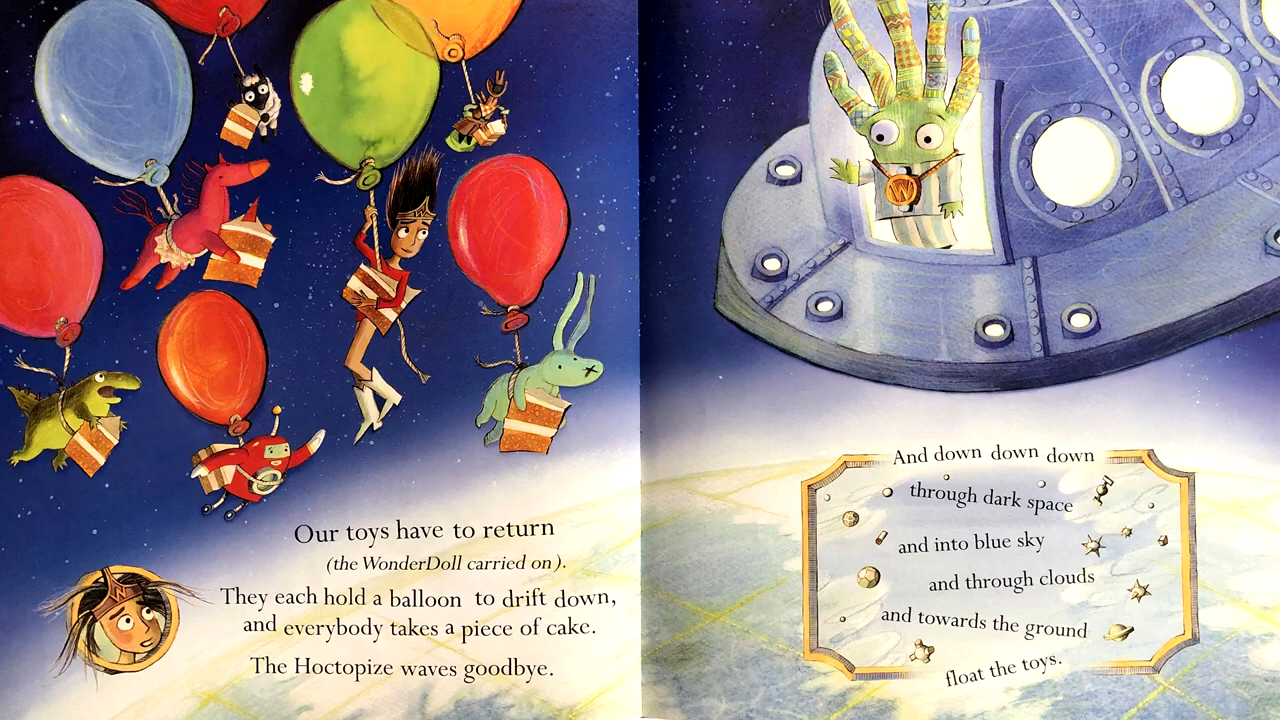 Our toys have to return
(the WonderDoll carried on).
They each hold a balloon to drift down,
and everybody takes a piece of cake.
The Hoctopize waves goodbye.
W
And down down down
through dark space
and into blue sky
and through clouds
and towards the ground
float the toys.